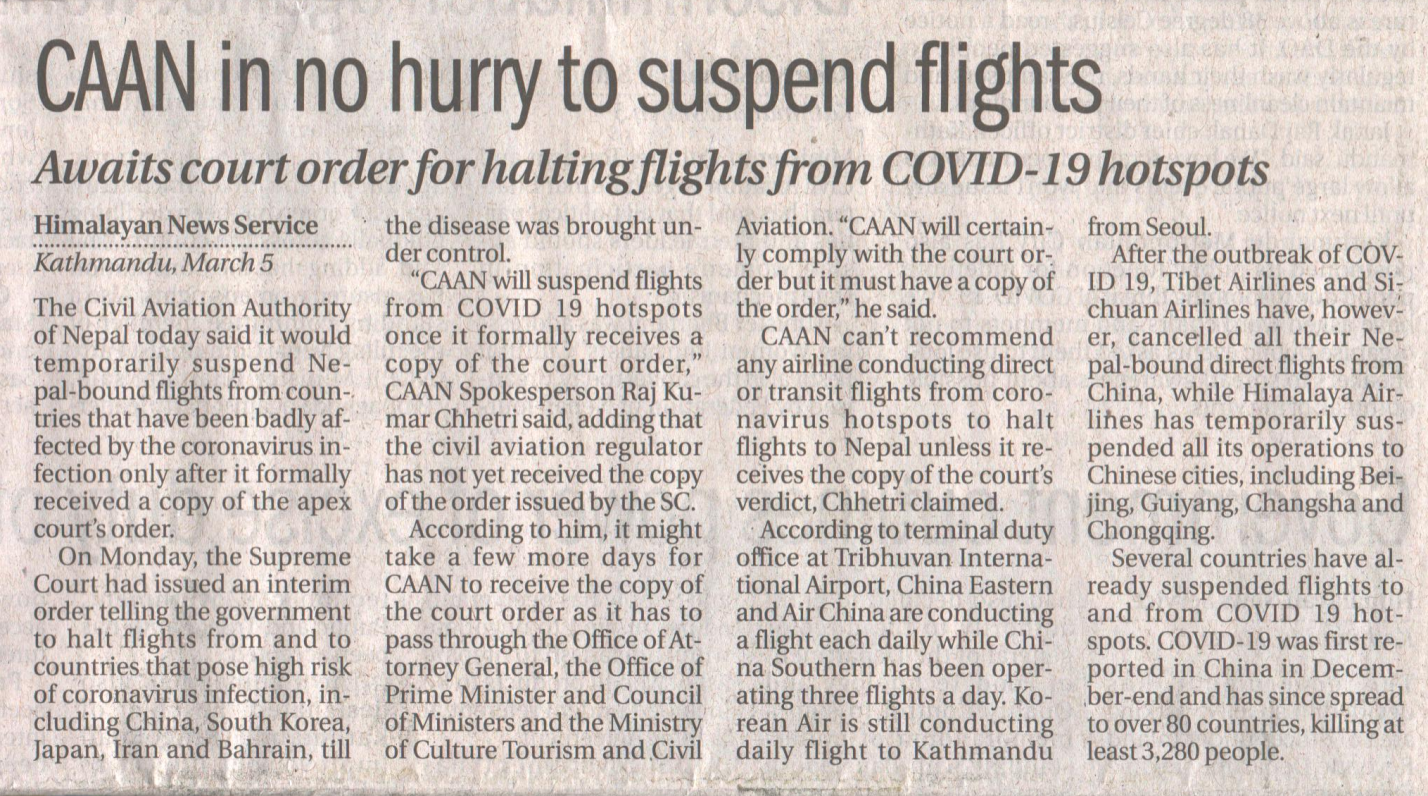 CAAN in no hurry to suspend flights
Awaits court order for halting flights from COVID-19 hotspots
Himalayan News Service
Kathmandu, March 5
The Civil Aviation Authority
of Nepal today said it would
temporarily suspend Ne-
pal-bound flights from coun-
tries that have been badly af-
fected by the coronavirus in-
fection only after it formally
received a copy of the apex
court's order.
On Monday, the Supreme
Court had issued an interim
order telling the government
to halt flights from and to
countries that pose high risk
of coronavirus infection, in-
cluding China, South Korea,
Japan, Iran and Bahrain, till
the disease was brought un-
der control.
“CAAN will suspend flights
from COVID 19 hotspots
once it formally receives a
copy of the court order,”
CAAN Spokesperson Raj Ku-
mar Chhetri said, adding that
the civil aviation regulator
has not yet received the copy
of the order issued by the SC.
According to him, it might
take a few more days for
CAAN to receive the copy of
the court order as it has to
pass through the Office of At-
torney General, the Office of
Prime Minister and Council
of Ministers and the Ministry
of Culture Tourism and Civil
Aviation. “CAAN will certain-
ly comply with the court or-
der but it must have a copy of
the order,” he said.
CAAN can't recommend
any airline conducting direct
or transit flights from coro-
navirus hotspots to halt
flights to Nepal unless it re-
ceives the copy of the court's
verdict, Chhetri claimed.
According to terminal duty
office at Tribhuvan Interna-
tional Airport, China Eastern
and Air China are conducting
a flight each daily while Chi-
na Southern has been oper-
ating three flights a day. Ko-
rean Air is still conducting
daily flight to Kathmandu
from Seoul.
After the outbreak of COV-
ID 19, Tibet Airlines and Si-
chuan Airlines have, howev-
er, cancelled all their Ne-
pal-bound direct flights from
China, while Himalaya Air-
lines has temporarily sus-
pended all its operations to
Chinese cities, including Bei-
jing, Guiyang, Changsha and
Chongqing.
Several countries have al-
ready suspended flights to
and from COVID 19 hot-
spots. COVID-19 was first re-
ported in China in Decem-
ber-end and has since spread
to over 80 countries, killing at
least 3,280 people.